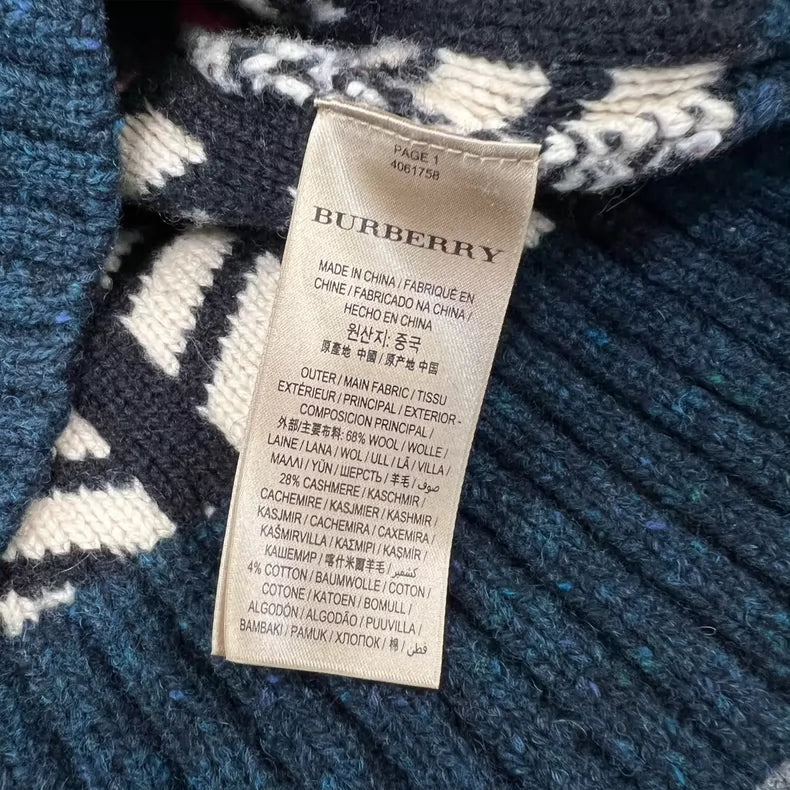 PAGE 1
4061758
BURBERRY
MADE IN CHINA / FABRIQUÉ EN
CHINE / FABRICADO NA CHINA /
HECHO EN CHINA
원산지: 중국
原產地 中國 / 原产地 中国
OUTER / MAIN FABRIC / TISSU
EXTÉRIEUR / PRINCIPAL / EXTERIOR -
COMPOSICION PRINCIPAL /
外部/主要布料: 68% WOOL / WOLLE /
LAINE / LANA / WOL / ULL / LÃ / VILLA /
ΜΑΛΛΙ / YÜN / ШЕРСТЬ / 羊毛 / صوف
28% CASHMERE / KASCHMIR /
CACHEMIRE / KASJMIER / KASHMIR /
KASJMIR / CACHEMIRA / CAXEMIRA /
KAŠMIRVILLA / ΚΑΣΜΙΡΙ / KAŞMİR /
КАШЕМИР / 喀什米爾羊毛 / كشمير
4% COTTON / BAUMWOLLE / COTON /
COTONE / KATOEN / BOMULL /
ALGODÓN / ALGODÃO / PUUVILLA /
ΒΑΜΒΑΚΙ / PAMUK / ХЛОПОК / 棉 / قطن